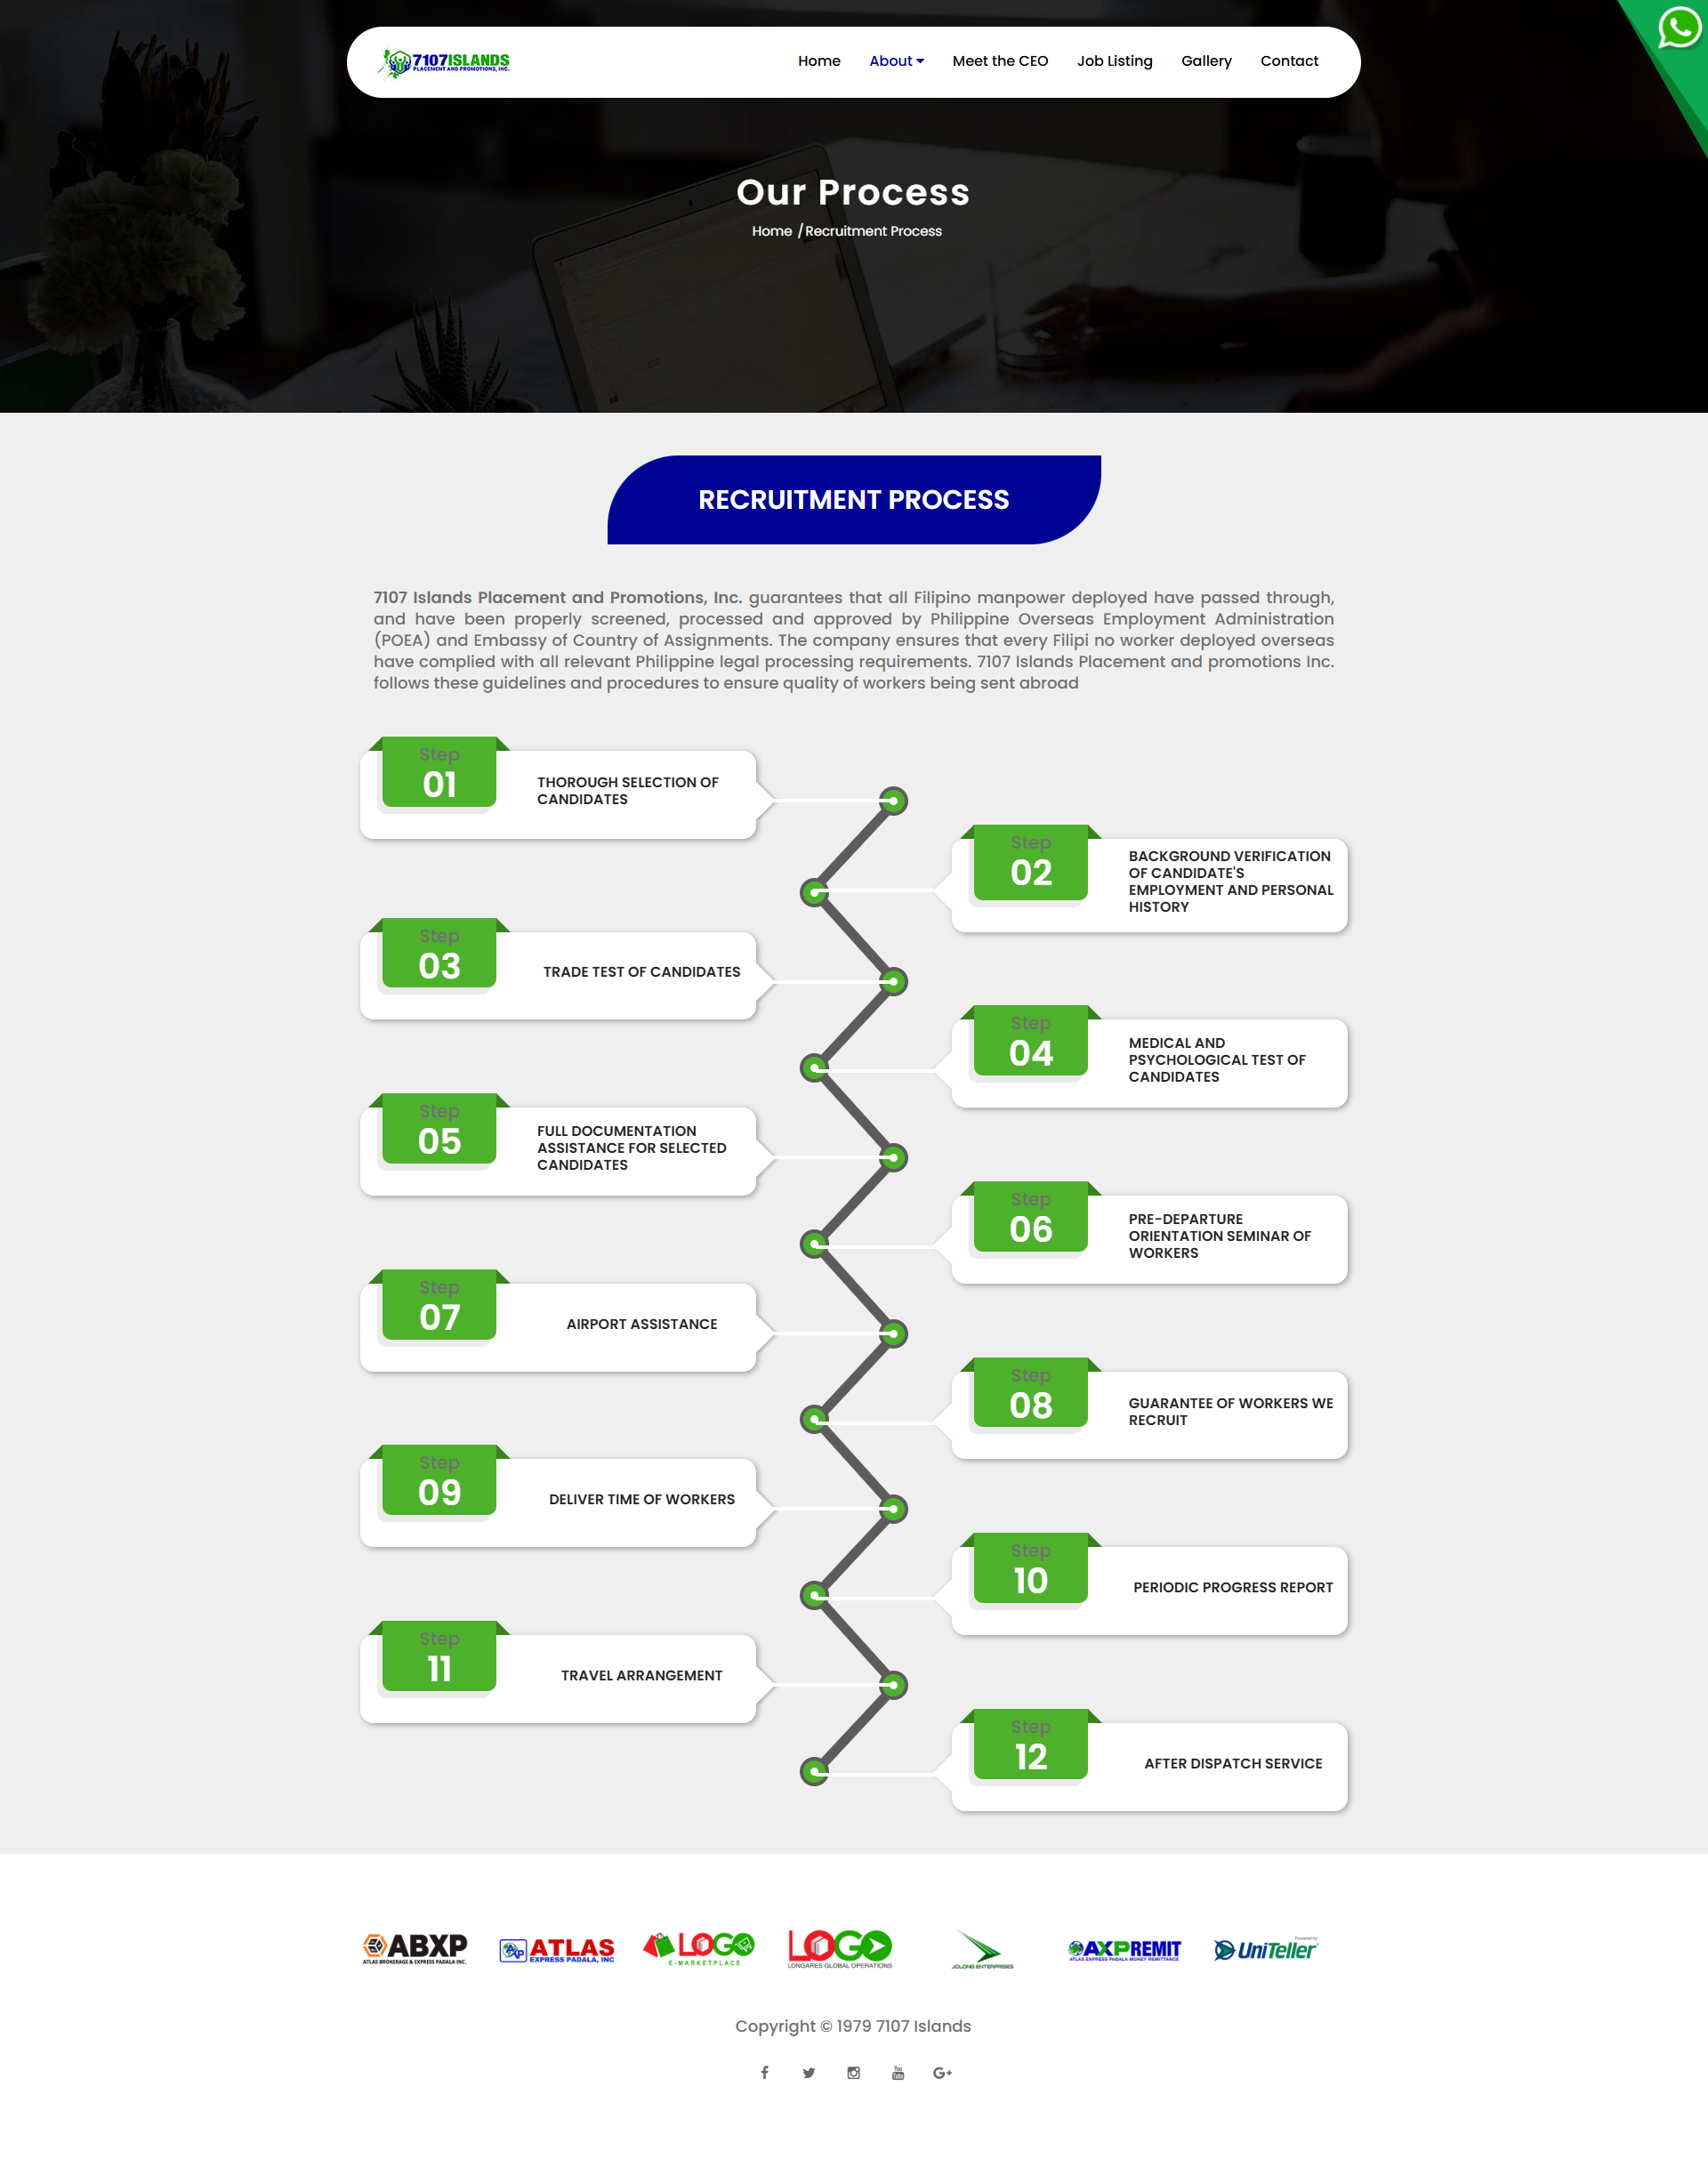 7107ISLANDS
PLACEMENT AND PROMOTIONS, INC.
Home About Meet the CEO Job Listing Gallery Contact
Our Process
Home / Recruitment Process
RECRUITMENT PROCESS
7107 Islands Placement and Promotions, Inc. guarantees that all Filipino manpower deployed have passed through,
and have been properly screened, processed and approved by Philippine Overseas Employment Administration
(POEA) and Embassy of Country of Assignments. The company ensures that every Filipi no worker deployed overseas
have complied with all relevant Philippine legal processing requirements. 7107 Islands Placement and promotions Inc.
follows these guidelines and procedures to ensure quality of workers being sent abroad
Step
01
THOROUGH SELECTION OF
CANDIDATES
Step
02
BACKGROUND VERIFICATION
OF CANDIDATE'S
EMPLOYMENT AND PERSONAL
HISTORY
Step
03
TRADE TEST OF CANDIDATES
Step
04
MEDICAL AND
PSYCHOLOGICAL TEST OF
CANDIDATES
Step
05
FULL DOCUMENTATION
ASSISTANCE FOR SELECTED
CANDIDATES
Step
06
PRE-DEPARTURE
ORIENTATION SEMINAR OF
WORKERS
Step
07
AIRPORT ASSISTANCE
Step
08
GUARANTEE OF WORKERS WE
RECRUIT
Step
09
DELIVER TIME OF WORKERS
Step
10
PERIODIC PROGRESS REPORT
Step
11
TRAVEL ARRANGEMENT
Step
12
AFTER DISPATCH SERVICE
ABXP
ATLAS BROKERAGE & EXPRESS PADALA INC.
AXP ATLAS
EXPRESS PADALA, INC
LOGO
E-MARKETPLACE
LOGO
LONGARES GLOBAL OPERATIONS
JOLONG ENTERPRISES
AXPREMIT
ATLAS EXPRESS PADALA MONEY REMITTANCE
Powered by
UniTeller
Copyright © 1979 7107 Islands
You
Tube
G+